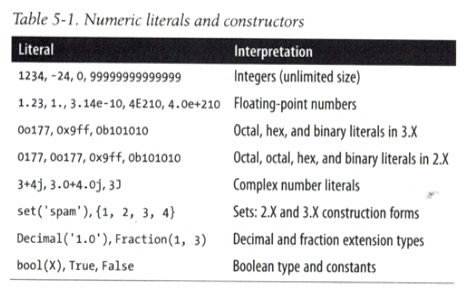 Table 5-1. Numeric literals and constructors
Literal Interpretation
1234, -24, 0, 99999999999999 Integers (unlimited size)
1.23, 1., 3.14e-10, 4E210, 4.0e+210 Floating-point numbers
0o177, 0x9ff, 0b101010 Octal, hex, and binary literals in 3.X
0177, 0o177, 0x9ff, 0b101010 Octal, octal, hex, and binary literals in 2.X
3+4j, 3.0+4.0j, 3J Complex number literals
set('spam'), {1, 2, 3, 4} Sets: 2.X and 3.X construction forms
Decimal('1.0'), Fraction(1, 3) Decimal and fraction extension types
bool(X), True, False Boolean type and constants